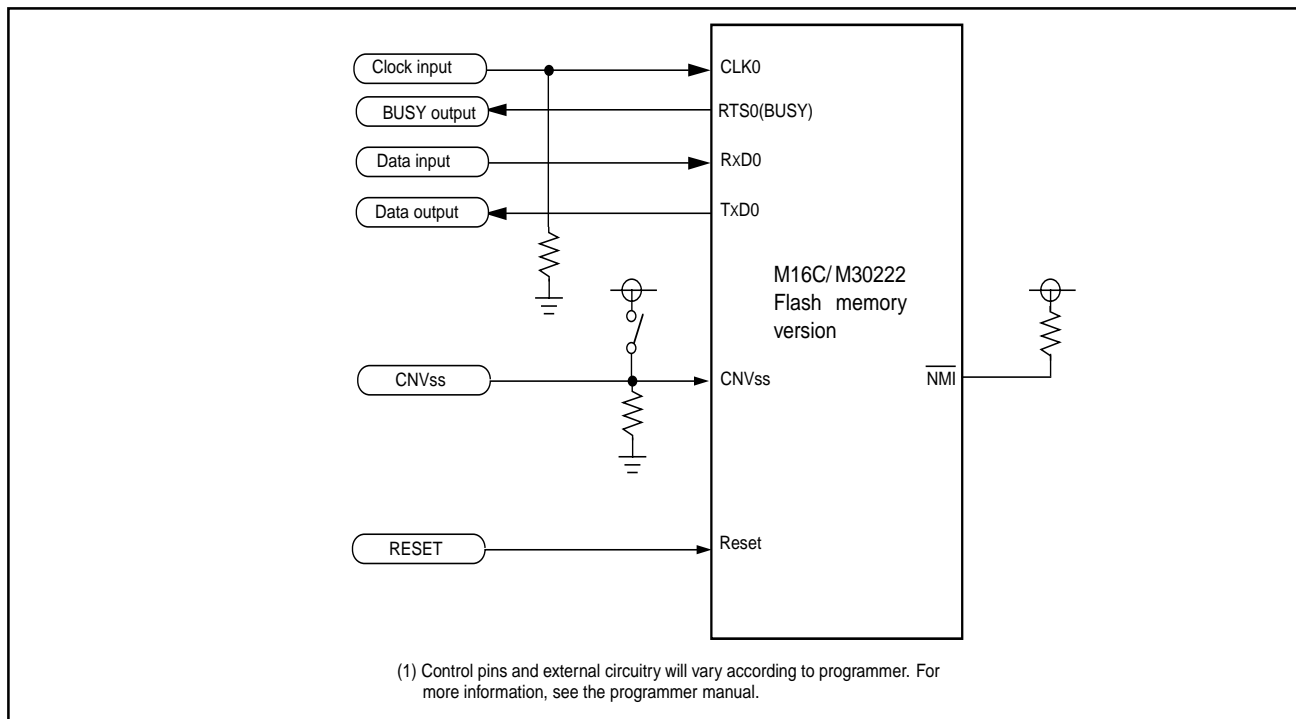 Clock input
CLK0
BUSY output
RTS0(BUSY)
Data input
RxD0
Data output
TxD0
M16C/M30222
Flash memory
version
CNVss
CNVss
NMI
RESET
Reset
(1) Control pins and external circuitry will vary according to programmer. For
more information, see the programmer manual.